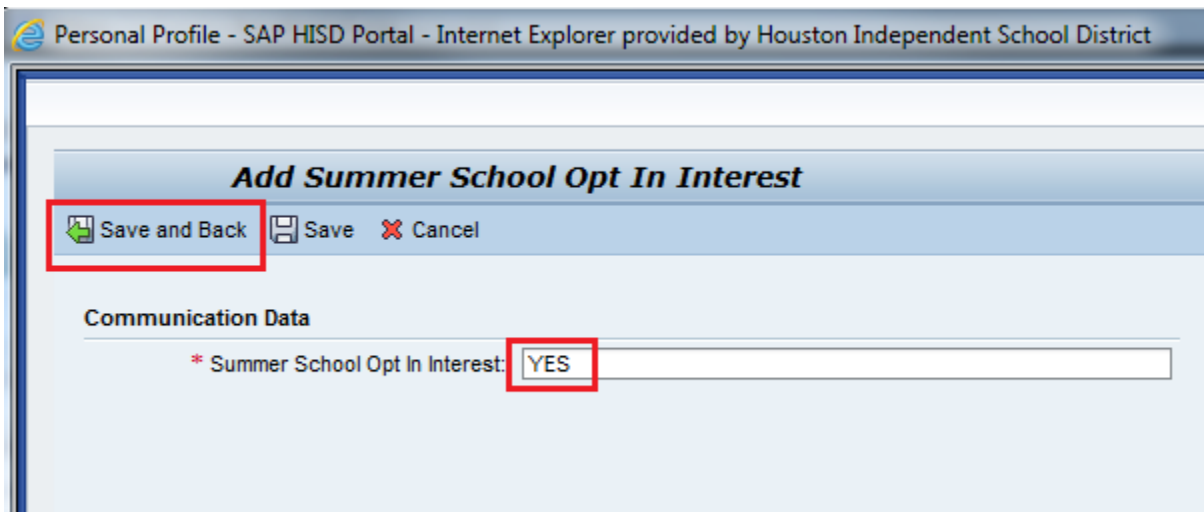 Personal Profile - SAP HISD Portal - Internet Explorer provided by Houston Independent School District
Add Summer School Opt In Interest
Save and Back Save Cancel
Communication Data
* Summer School Opt In Interest: YES